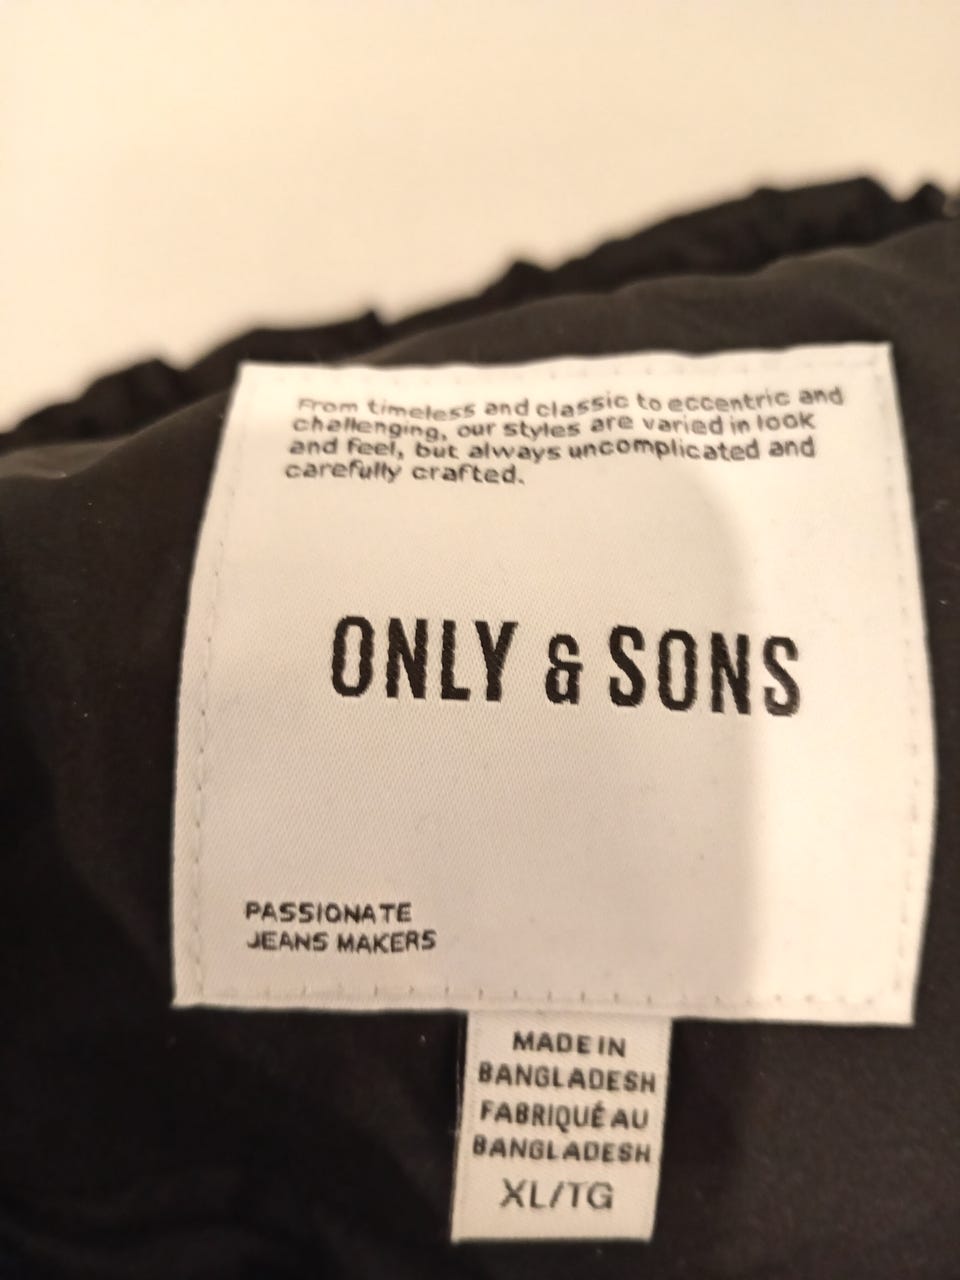 From timeless and classic to eccentric and
challenging, our styles are varied in look
and feel, but always uncomplicated and
carefully crafted.
ONLY & SONS
PASSIONATE
JEANS MAKERS
MADE IN
BANGLADESH
FABRIQUÉ AU
BANGLADESH
XL/TG